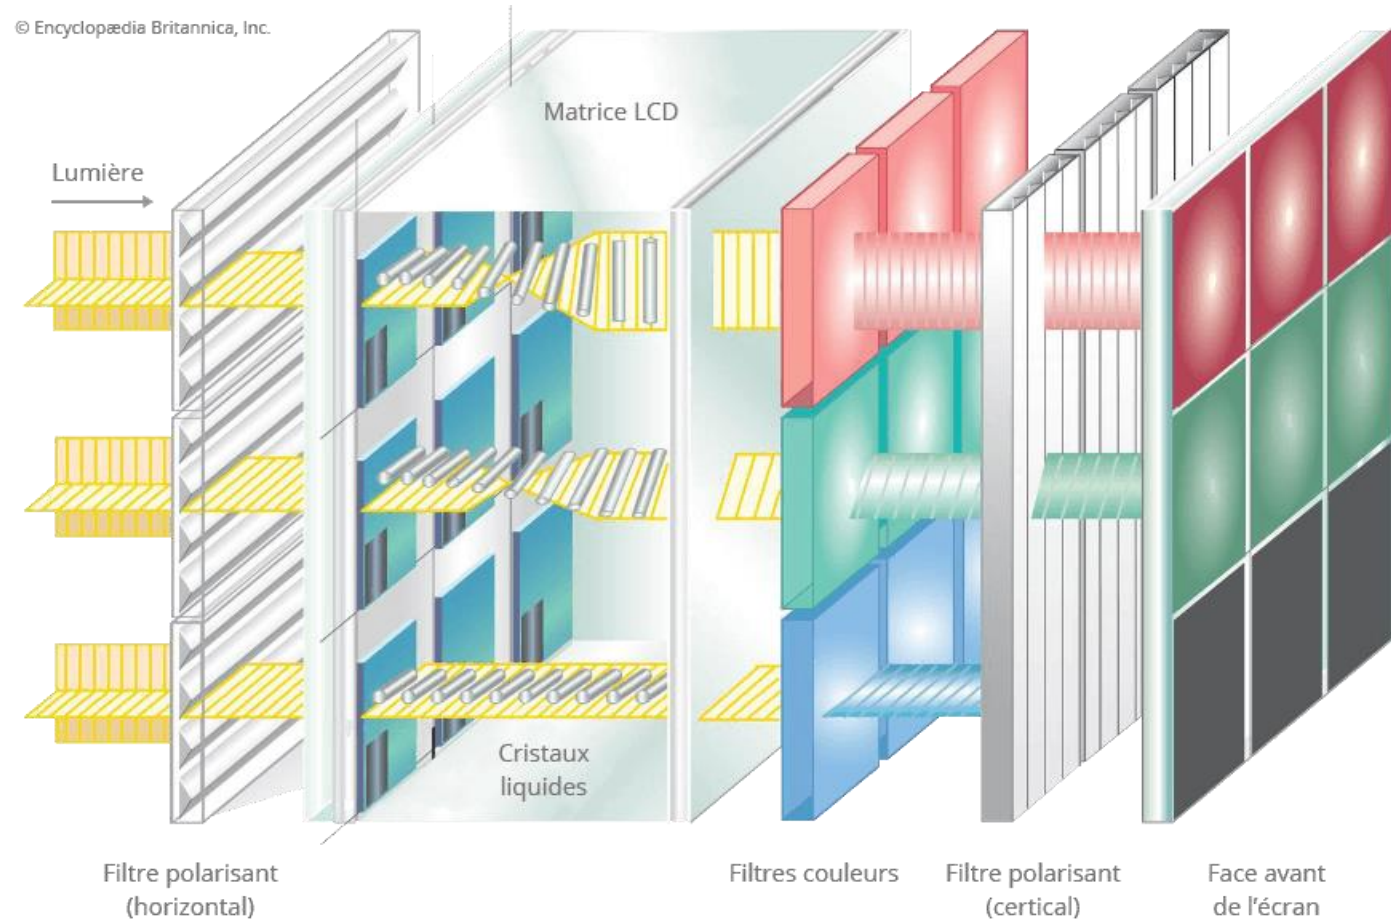 © Encyclopædia Britannica, Inc.
Matrice LCD
Lumière
Cristaux
liquides
Filtre polarisant
(horizontal)
Filtres couleurs
Filtre polarisant
(certical)
Face avant
de l'écran